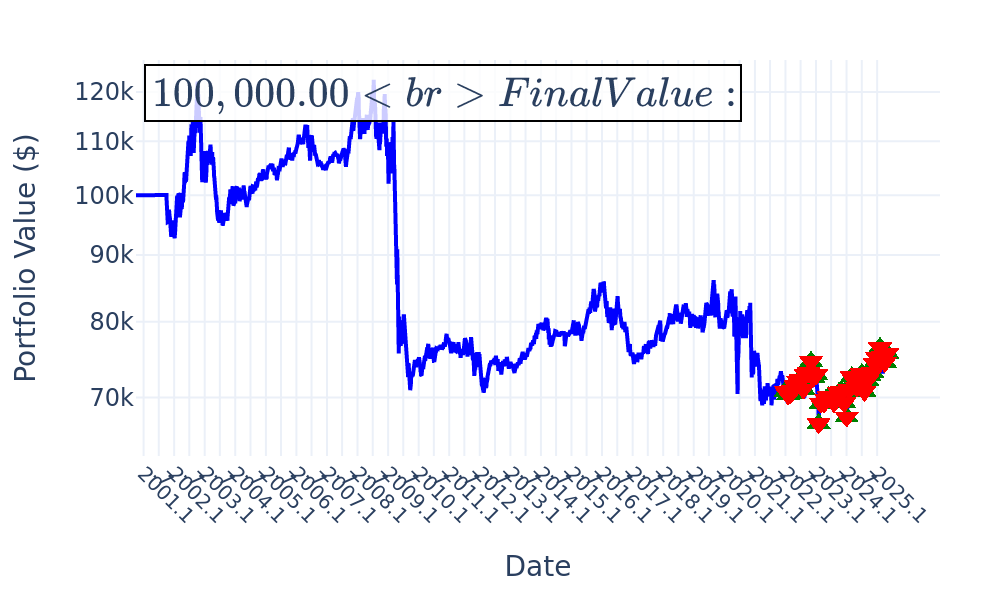 100,000.00 < br > FinalValue :
Portfolio Value ($)
120k
110k
100k
90k
80k
70k
2001.1
2002.1
2003.1
2004.1
2005.1
2006.1
2007.1
2008.1
2009.1
2010.1
2011.1
2012.1
2013.1
2014.1
2015.1
2016.1
2017.1
2018.1
2019.1
2020.1
2021.1
2022.1
2023.1
2024.1
2025.1
Date